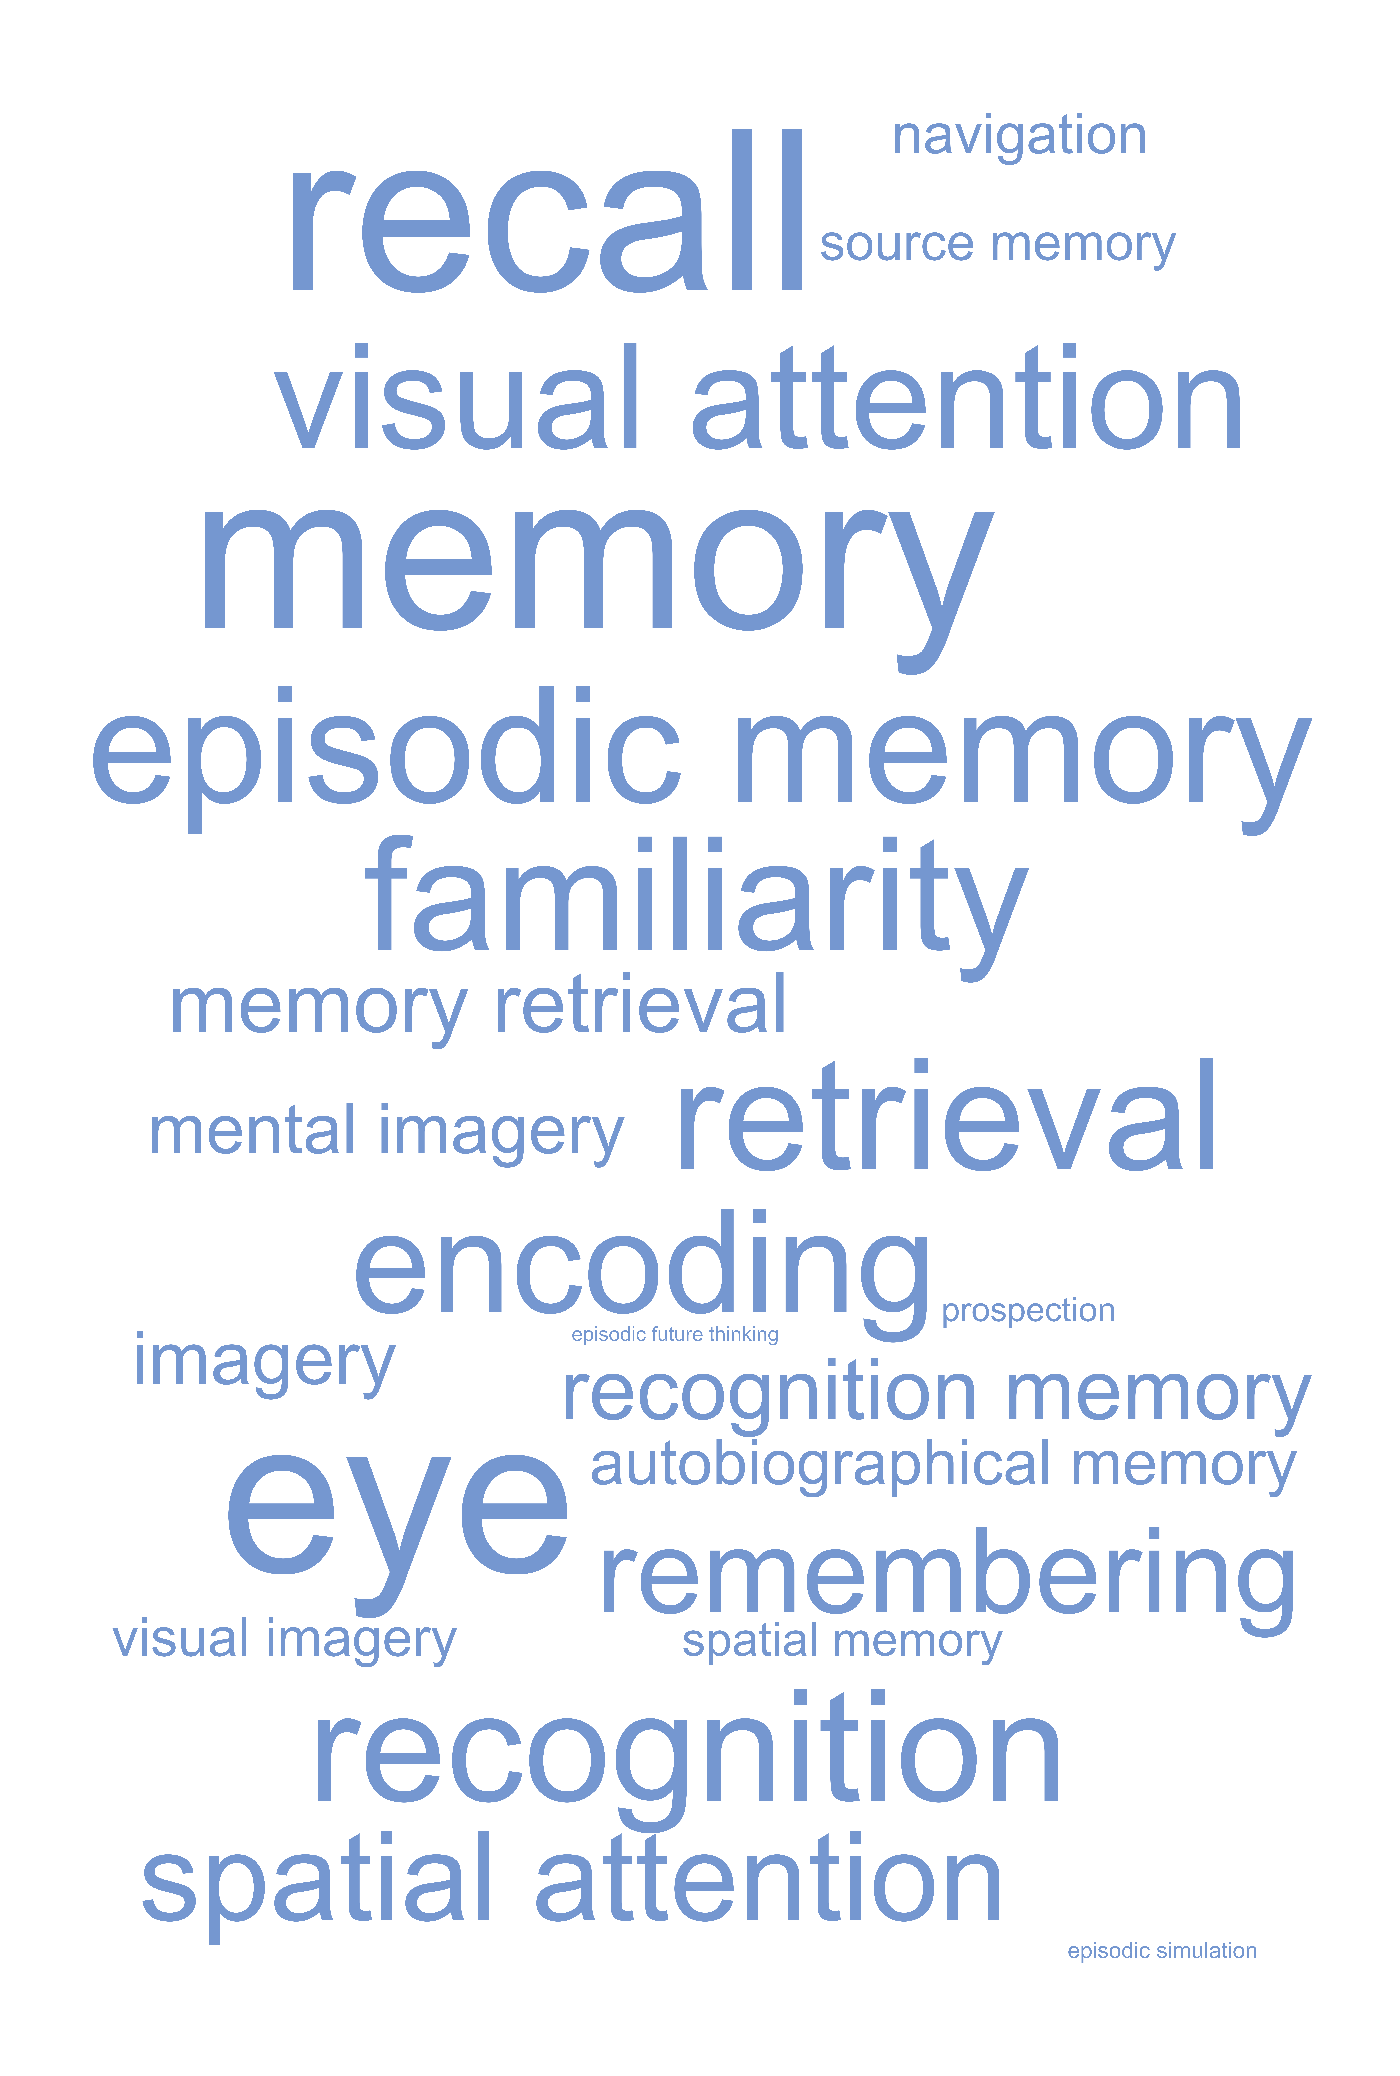 navigation
recall
source memory
visual attention
memory
episodic memory
familiarity
memory retrieval
mental imagery
retrieval
encoding
prospection
episodic future thinking
imagery
recognition memory
eye
autobiographical memory
remembering
visual imagery
spatial memory
recognition
spatial attention
episodic simulation